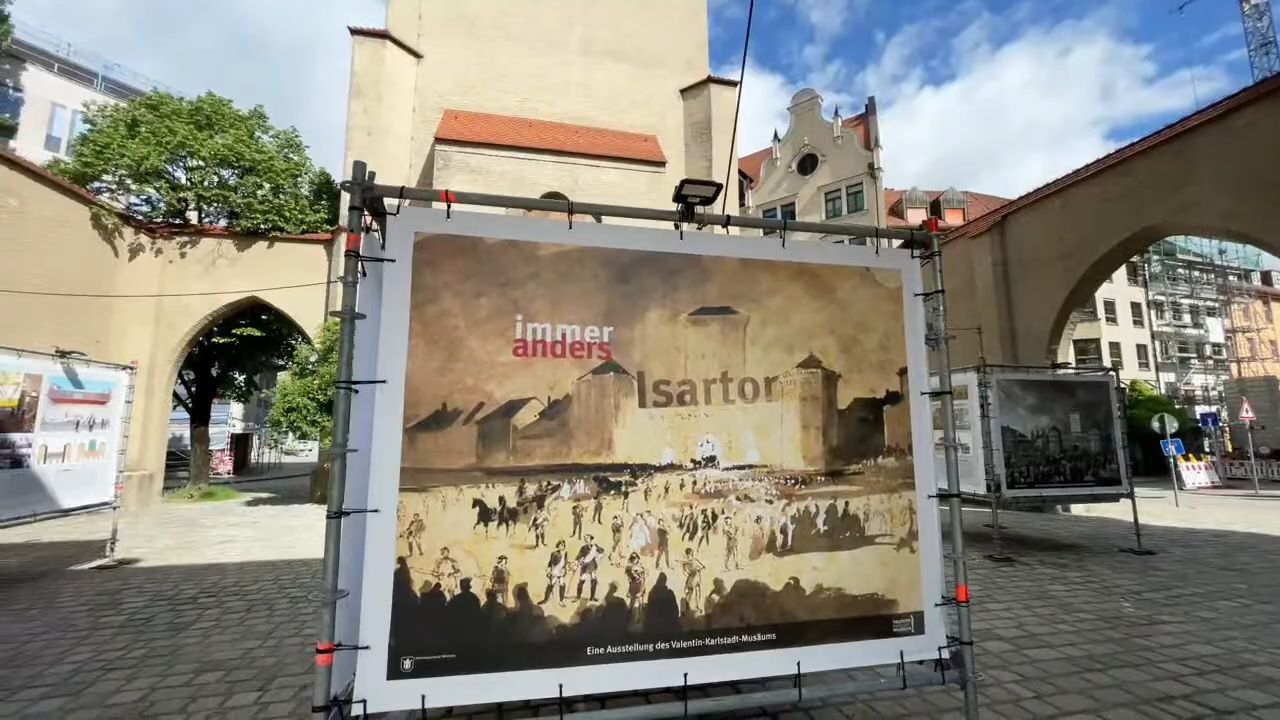 immer
anders
Isartor
Eine Ausstellung des Valentin-Karlstadt-Musäums